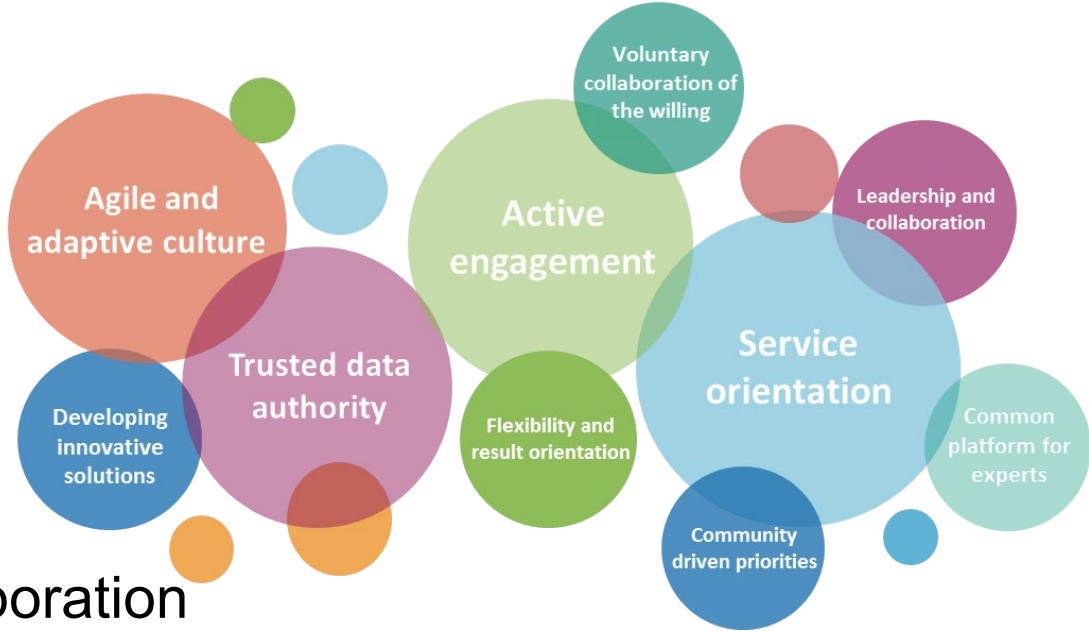 Voluntary
collaboration of
the willing
Agile and
adaptive culture
Active
engagement
Leadership and
collaboration
Trusted data
authority
Service
orientation
Developing
innovative
solutions
Flexibility and
result orientation
Common
platform for
experts
Community
driven priorities